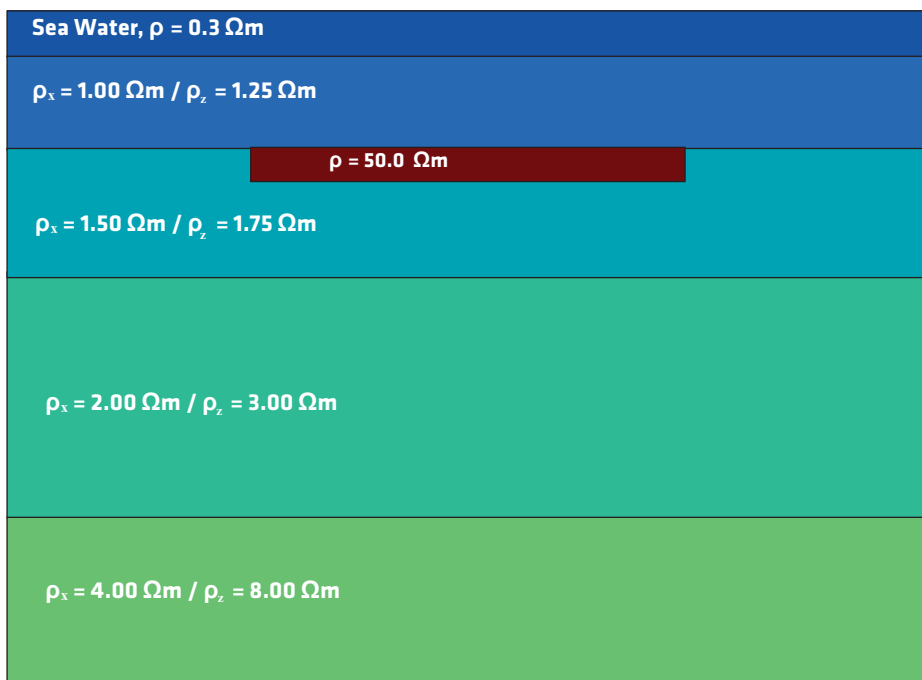 Sea Water, ρ = 0.3 Ωm
ρₓ = 1.00 Ωm / ρz = 1.25 Ωm
ρ = 50.0 Ωm
ρₓ = 1.50 Ωm / ρz = 1.75 Ωm
ρₓ = 2.00 Ωm / ρz = 3.00 Ωm
ρₓ = 4.00 Ωm / ρz = 8.00 Ωm